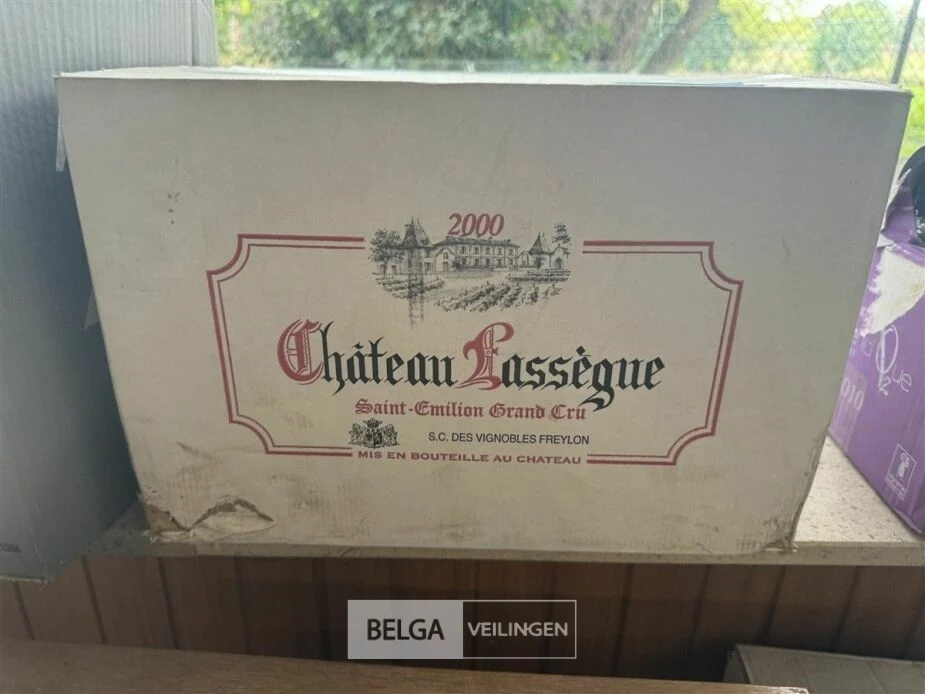 2000
Château Lassègue
Saint-Emilion Grand Cru
S.C. DES VIGNOBLES FREYLON
MIS EN BOUTEILLE AU CHATEAU
BELGA VEILINGEN